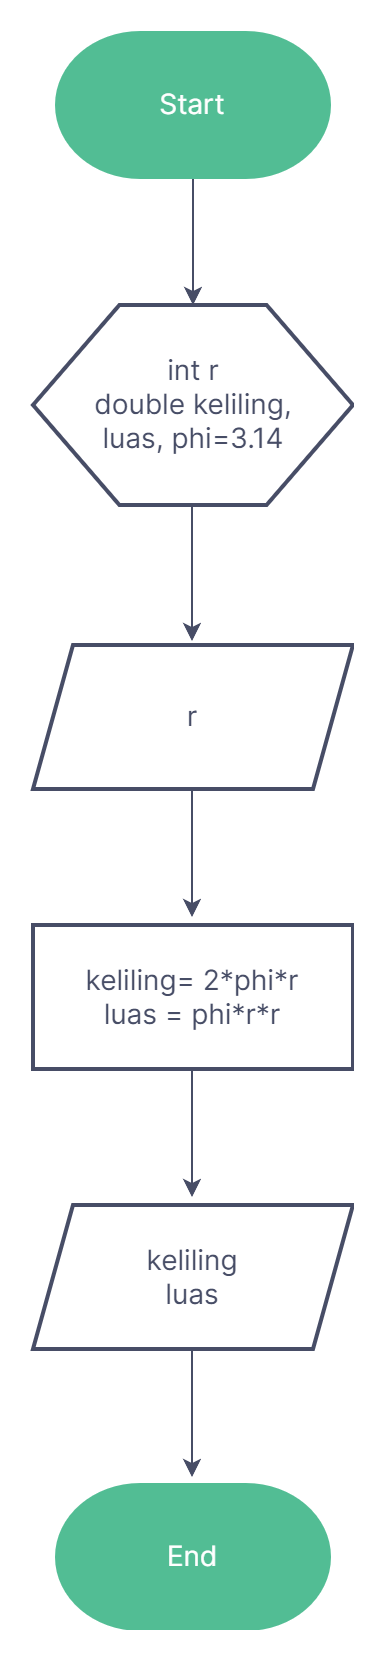 Start
int r
double keliling,
luas, phi=3.14
r
keliling= 2*phi*r
luas = phi*r*r
keliling
luas
End